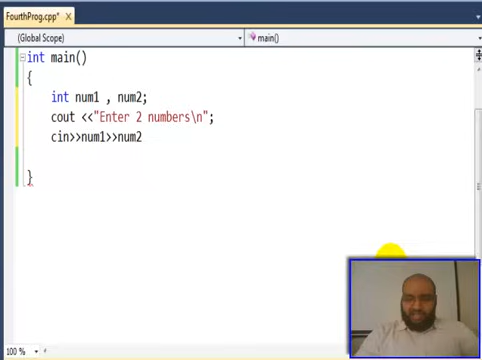 FourthProg.cpp*
(Global Scope) main()
int main()
{
int num1 , num2;
cout <<"Enter 2 numbers\n";
cin>>num1>>num2
}
100 %